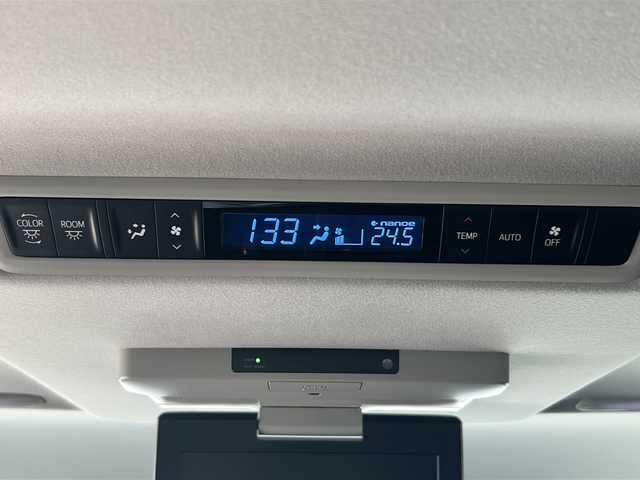 COLOR
ROOM
133
nanoe
24.5
TEMP
AUTO
OFF